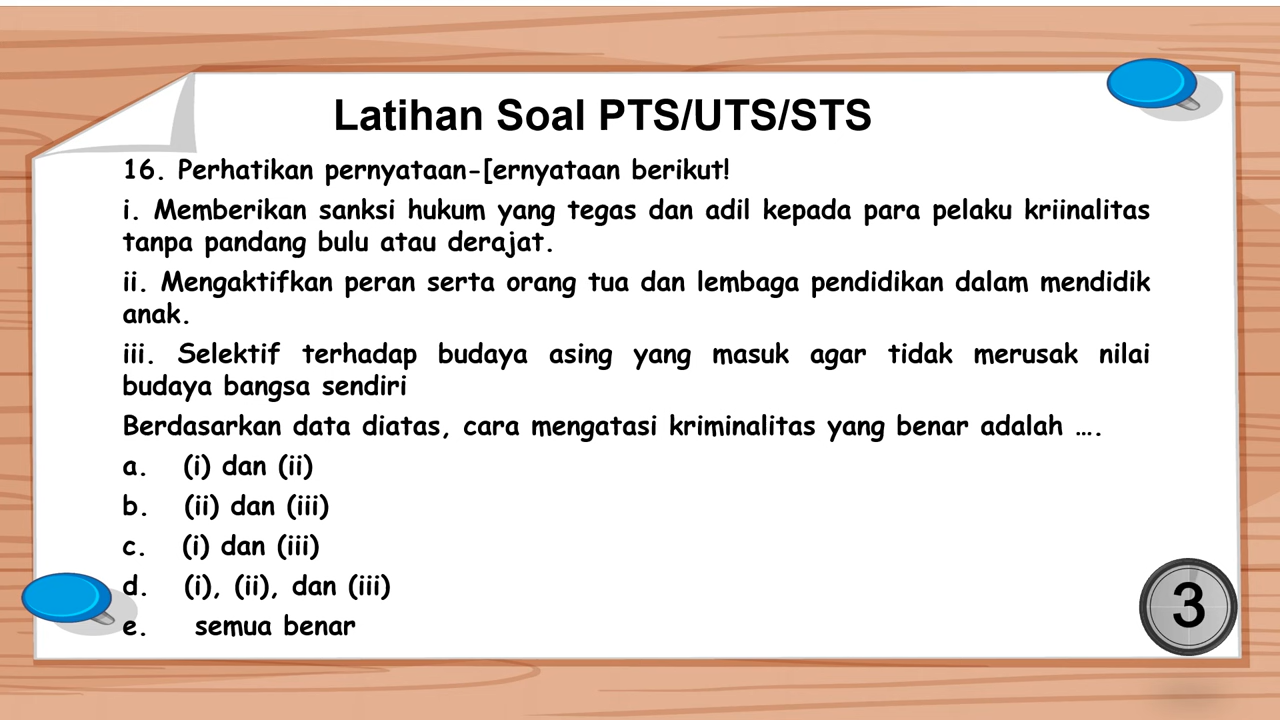 Latihan Soal PTS/UTS/STS
16. Perhatikan pernyataan-[ernyataan berikut!
i. Memberikan sanksi hukum yang tegas dan adil kepada para pelaku kriinalitas
tanpa pandang bulu atau derajat.
ii. Mengaktifkan peran serta orang tua dan lembaga pendidikan dalam mendidik
anak.
iii. Selektif terhadap budaya asing yang masuk agar tidak merusak nilai
budaya bangsa sendiri
Berdasarkan data diatas, cara mengatasi kriminalitas yang benar adalah ....
a. (i) dan (ii)
b. (ii) dan (iii)
c. (i) dan (iii)
d. (i), (ii), dan (iii)
e. semua benar
3